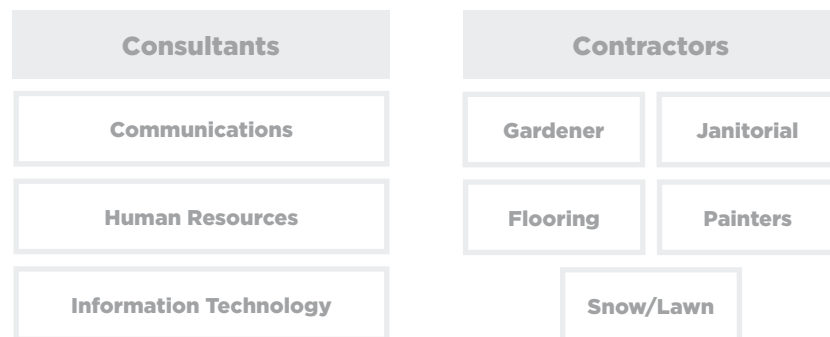 Consultants
Communications
Human Resources
Information Technology
Contractors
Gardener
Janitorial
Flooring
Painters
Snow/Lawn